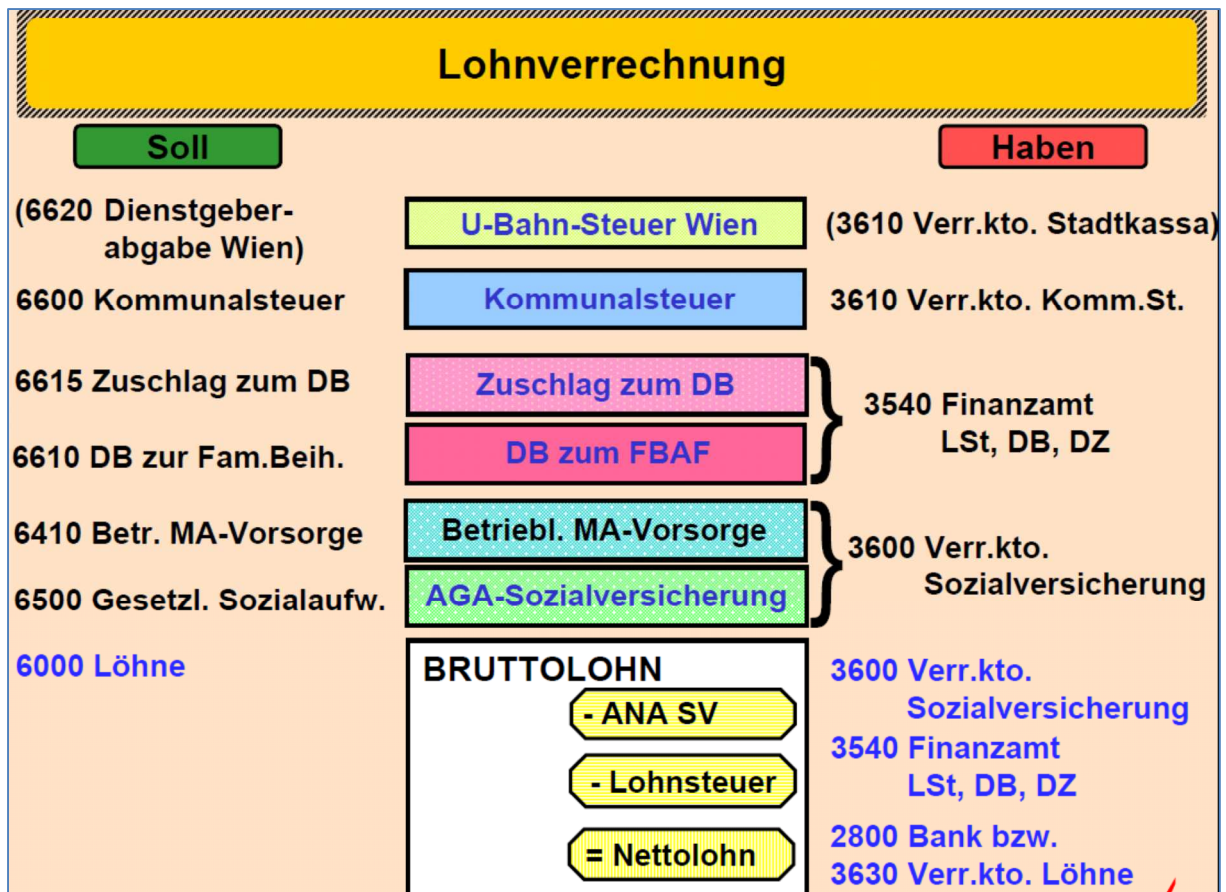 Lohnverrechnung
Soll
Haben
(6620 Dienstgeber-
abgabe Wien)
U-Bahn-Steuer Wien
(3610 Verr.kto. Stadtkassa)
6600 Kommunalsteuer
Kommunalsteuer
3610 Verr.kto. Komm.St.
6615 Zuschlag zum DB
Zuschlag zum DB
6610 DB zur Fam.Beih.
DB zum FBAF
3540 Finanzamt
LSt, DB, DZ
6410 Betr. MA-Vorsorge
Betriebl. MA-Vorsorge
6500 Gesetzl. Sozialaufw.
AGA-Sozialversicherung
3600 Verr.kto.
Sozialversicherung
6000 Löhne
BRUTTOLOHN
- ANA SV
- Lohnsteuer
= Nettolohn
3600 Verr.kto.
Sozialversicherung
3540 Finanzamt
LSt, DB, DZ
2800 Bank bzw.
3630 Verr.kto. Löhne